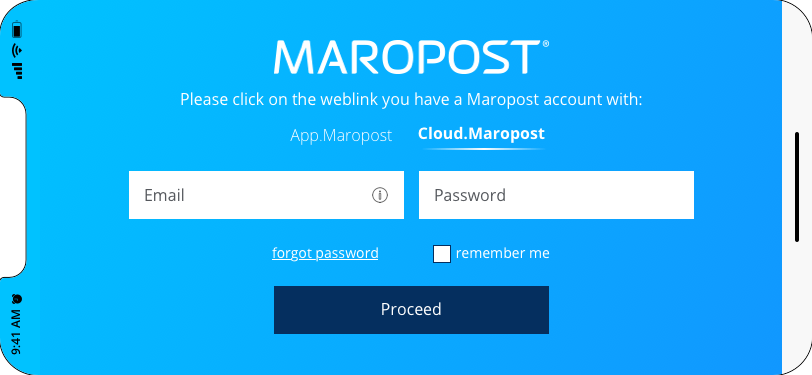 MAROPOST®
Please click on the weblink you have a Maropost account with:
App.Maropost Cloud.Maropost
Email Password
forgot password remember me
Proceed
9:41 AM